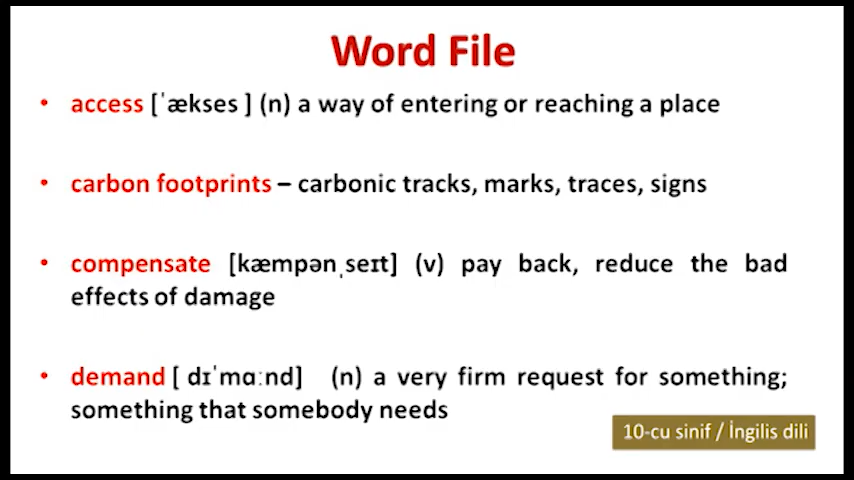 Word File
• access [ˈækses ] (n) a way of entering or reaching a place
• carbon footprints – carbonic tracks, marks, traces, signs
• compensate [kæmpənˌseɪt] (v) pay back, reduce the bad
effects of damage
• demand [ dɪˈmɑːnd] (n) a very firm request for something;
something that somebody needs
10-cu sinif / İngilis dili